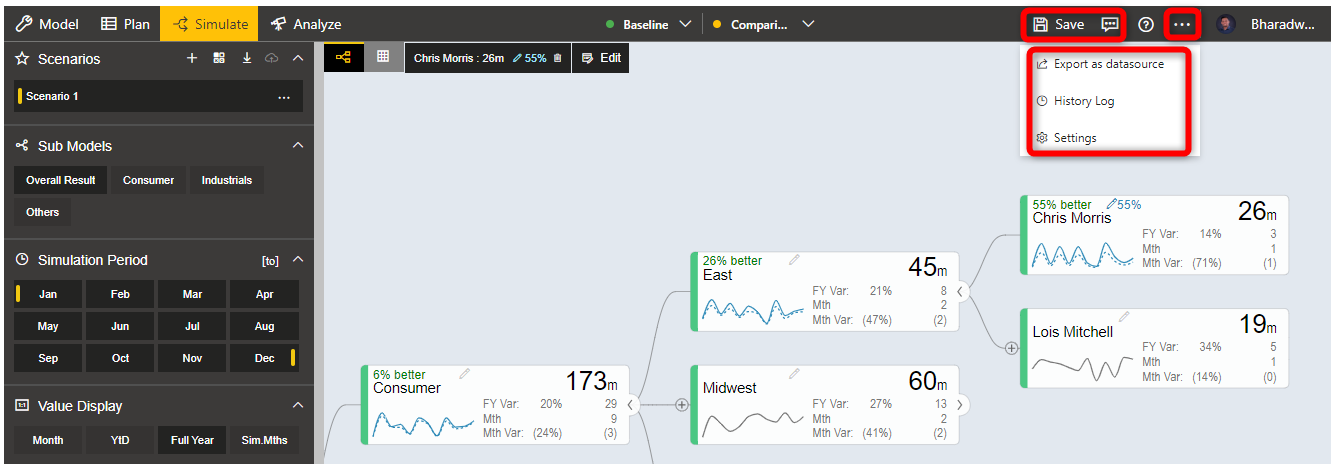 Model Plan Simulate Analyze Baseline Compari... Save Bharadw...
Scenarios
Scenario 1 ...
Sub Models
Overall Result Consumer Industrials
Others
Simulation Period [to]
Jan Feb Mar Apr
May Jun Jul Aug
Sep Oct Nov Dec
Value Display
Month YtD Full Year Sim.Mths
Chris Morris : 26m 55% Edit
Export as datasource
History Log
Settings
6% better
Consumer 173m
FY Var: 20% 29
Mth 9
Mth Var: (24%) (3)
26% better
East 45m
FY Var: 21% 8
Mth 2
Mth Var: (47%) (2)
Midwest 60m
FY Var: 27% 13
Mth 2
Mth Var: (41%) (2)
55% better 55%
Chris Morris 26m
FY Var: 14% 3
Mth 1
Mth Var: (71%) (1)
Lois Mitchell 19m
FY Var: 34% 5
Mth 1
Mth Var: (14%) (0)